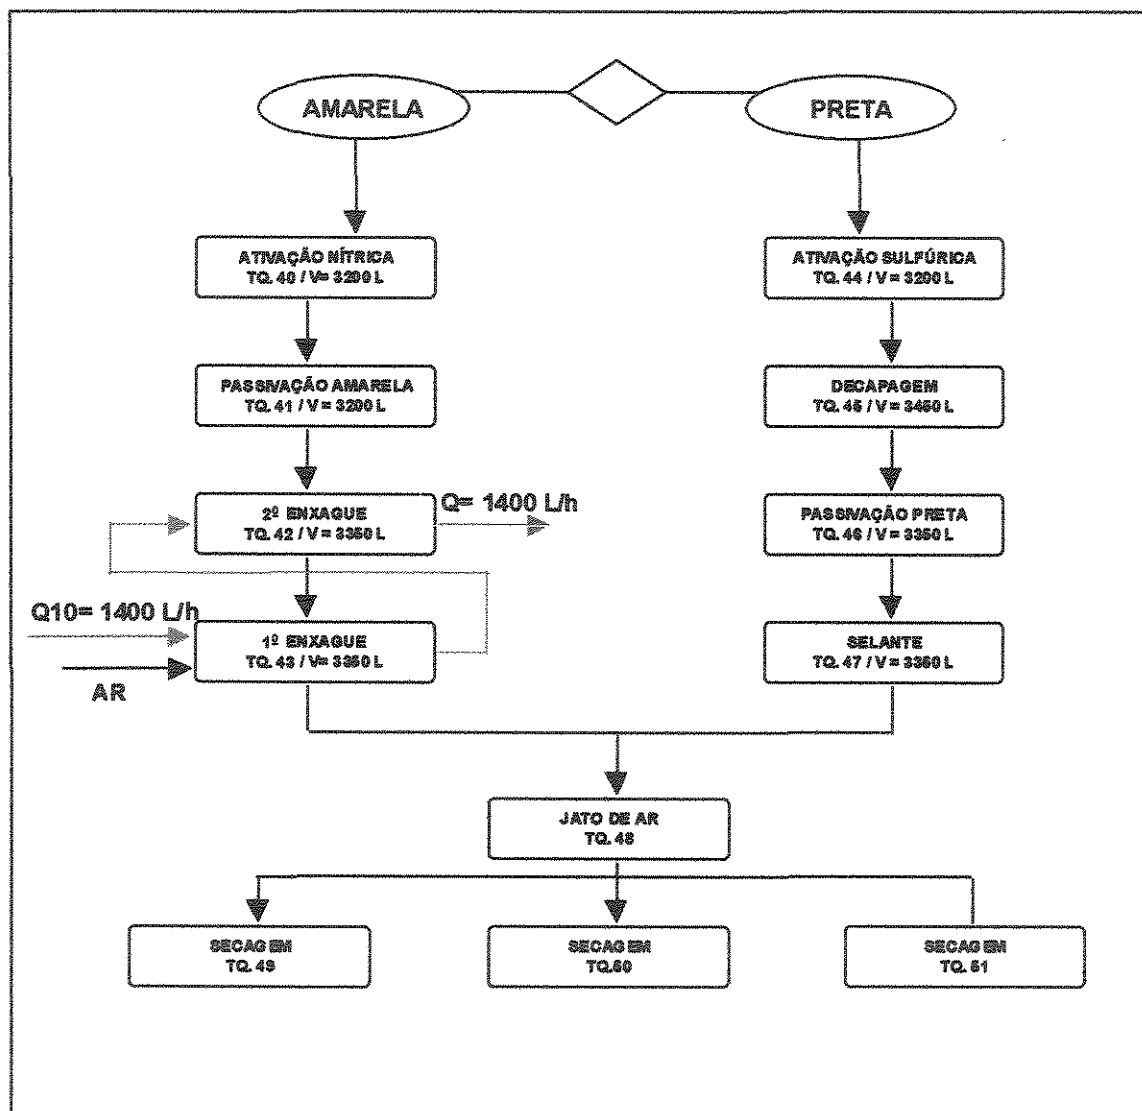 AMARELA
PRETA
ATIVAÇÃO NÍTRICA
TQ. 40 / V= 3200 L
ATIVAÇÃO SULFÚRICA
TQ. 44 / V = 3200 L
PASSIVAÇÃO AMARELA
TQ. 41 / V = 3200 L
DECAPAGEM
TQ. 45 / V = 3450 L
2º ENXAGUE
TQ. 42 / V = 3350 L
Q= 1400 L/h
PASSIVAÇÃO PRETA
TQ. 46 / V = 3350 L
Q10= 1400 L/h
1º ENXAGUE
TQ. 43 / V= 3350 L
AR
SELANTE
TQ. 47 / V = 3350 L
JATO DE AR
TQ. 48
SECAGEM
TQ. 49
SECAGEM
TQ.50
SECAGEM
TQ. 51